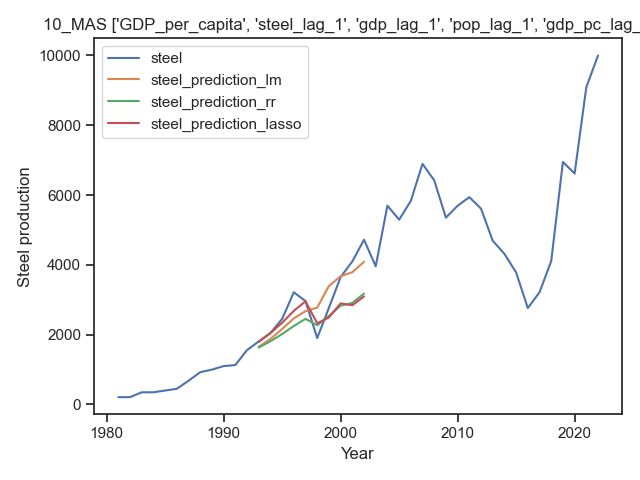 10_MAS ['GDP_per_capita', 'steel_lag_1', 'gdp_lag_1', 'pop_lag_1', 'gdp_pc_lag_
steel
steel_prediction_lm
steel_prediction_rr
steel_prediction_lasso
10000
8000
6000
4000
2000
0
Steel production
1980
1990
2000
2010
2020
Year